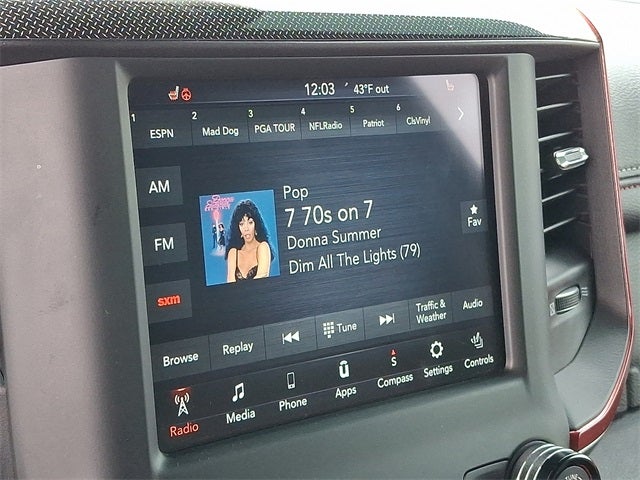 12:03 43°F out
1 ESPN 2 Mad Dog 3 PGA TOUR 4 NFLRadio 5 Patriot 6 ClsVinyl
AM
FM
sxm
Pop
7 70s on 7
Donna Summer
Dim All The Lights (79)
Fav
Browse Replay Tune Traffic & Weather Audio
Radio Media Phone Apps S Compass Settings Controls